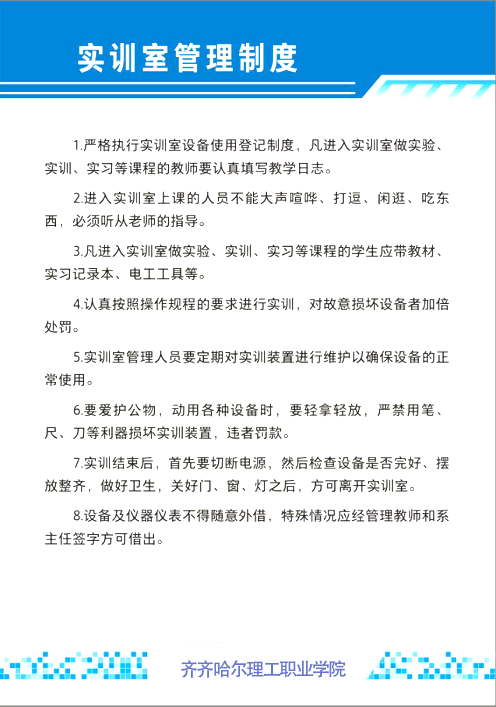 实训室管理制度
1.严格执行实训室设备使用登记制度，凡进入实训室做实验、
实训、实习等课程的教师要认真填写教学日志。
2.进入实训室上课的人员不能大声喧哗、打逗、闲逛、吃东
西，必须听从老师的指导。
3.凡进入实训室做实验、实训、实习等课程的学生应带教材、
实习记录本、电工工具等。
4.认真按照操作规程的要求进行实训，对故意损坏设备者加倍
处罚。
5.实训室管理人员要定期对实训装置进行维护以确保设备的正
常使用。
6.要爱护公物，动用各种设备时，要轻拿轻放，严禁用笔、
尺、刀等利器损坏实训装置，违者罚款。
7.实训结束后，首先要切断电源，然后检查设备是否完好、摆
放整齐，做好卫生，关好门、窗、灯之后，方可离开实训室。
8.设备及仪器仪表不得随意外借，特殊情况应经管理教师和系
主任签字方可借出。
齐齐哈尔理工职业学院